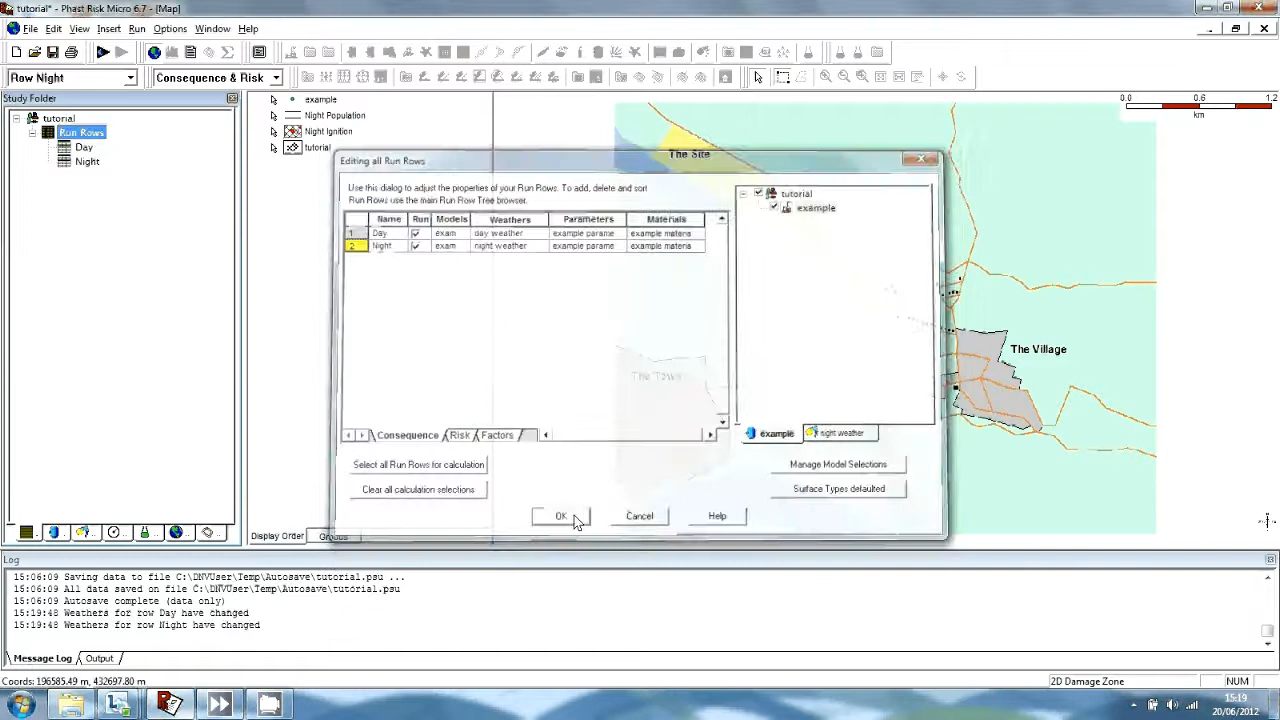 tutorial* - Phast Risk Micro 6.7 - [Map]
File Edit View Insert Run Options Window Help
Row Night Consequence & Risk
Study Folder
tutorial
Run Rows
Day
Night
example
Night Population
Night Ignition
tutorial
0.0 0.6 1.2
km
The Site
The Village
The Town
Editing all Run Rows
Use this dialog to adjust the properties of your Run Rows. To add, delete and sort
Run Rows use the main Run Row Tree browser.
Name Run Models Weathers Parameters Materials
1 Day exam day weather example parame example materia
2 Night exam night weather example parame example materia
tutorial
example
Consequence Risk Factors
example night weather
Select all Run Rows for calculation
Manage Model Selections
Clear all calculation selections
Surface Types defaulted
OK Cancel Help
Display Order Groups
Log
15:06:09 Saving data to file C:\DNVUser\Temp\Autosave\tutorial.psu ...
15:06:09 All data saved on file C:\DNVUser\Temp\Autosave\tutorial.psu
15:06:09 Autosave complete (data only)
15:19:48 Weathers for row Day have changed
15:19:48 Weathers for row Night have changed
Message Log Output
Coords: 196585.49 m, 432697.80 m 2D Damage Zone NUM
15:19
20/06/2012